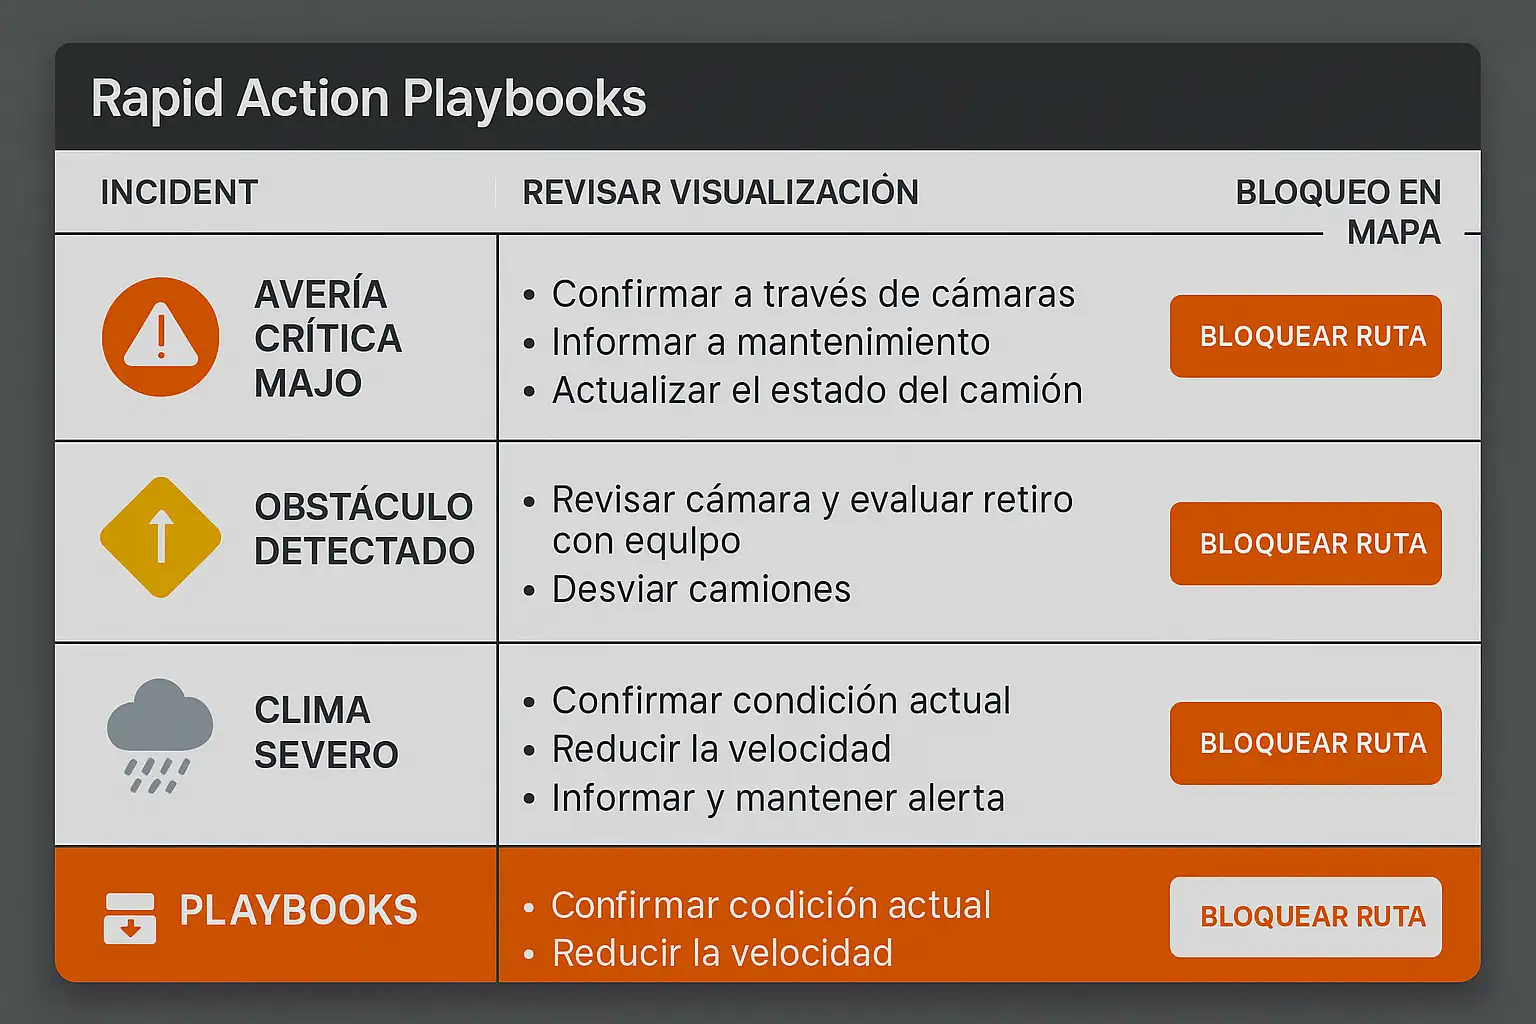 Rapid Action Playbooks
INCIDENT
REVISAR VISUALIZACIÓN
BLOQUEO EN
MAPA
AVERÍA
CRÍTICA
MAJO
• Confirmar a través de cámaras
• Informar a mantenimiento
• Actualizar el estado del camión
BLOQUEAR RUTA
OBSTÁCULO
DETECTADO
• Revisar cámara y evaluar retiro
con equlpo
• Desviar camiones
BLOQUEAR RUTA
CLIMA
SEVERO
• Confirmar condición actual
• Reducir la velocidad
• Informar y mantener alerta
BLOQUEAR RUTA
PLAYBOOKS
• Confirmar codición actual
• Reducir la velocidad
BLOQUEAR RUTA